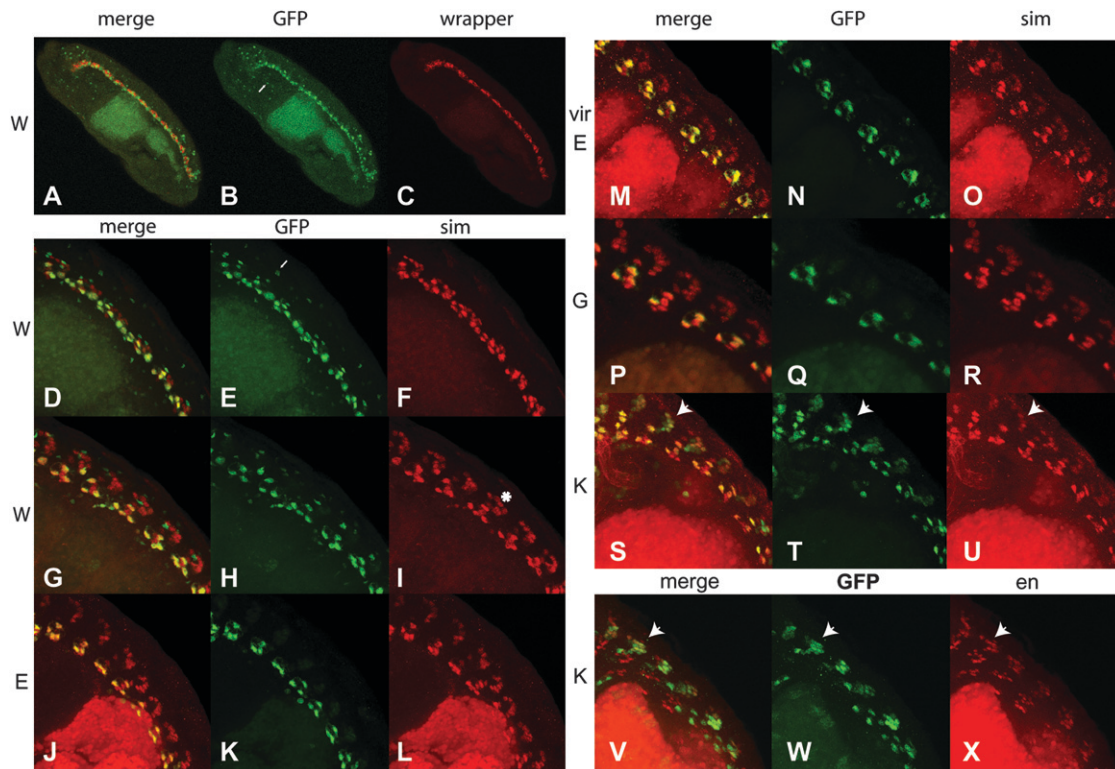 merge GFP wrapper
W
A B C
merge GFP sim
W
D E F
W
G H I
E
J K L
merge GFP sim
vir
E
M N O
G
P Q R
K
S T U
merge GFP en
K
V W X